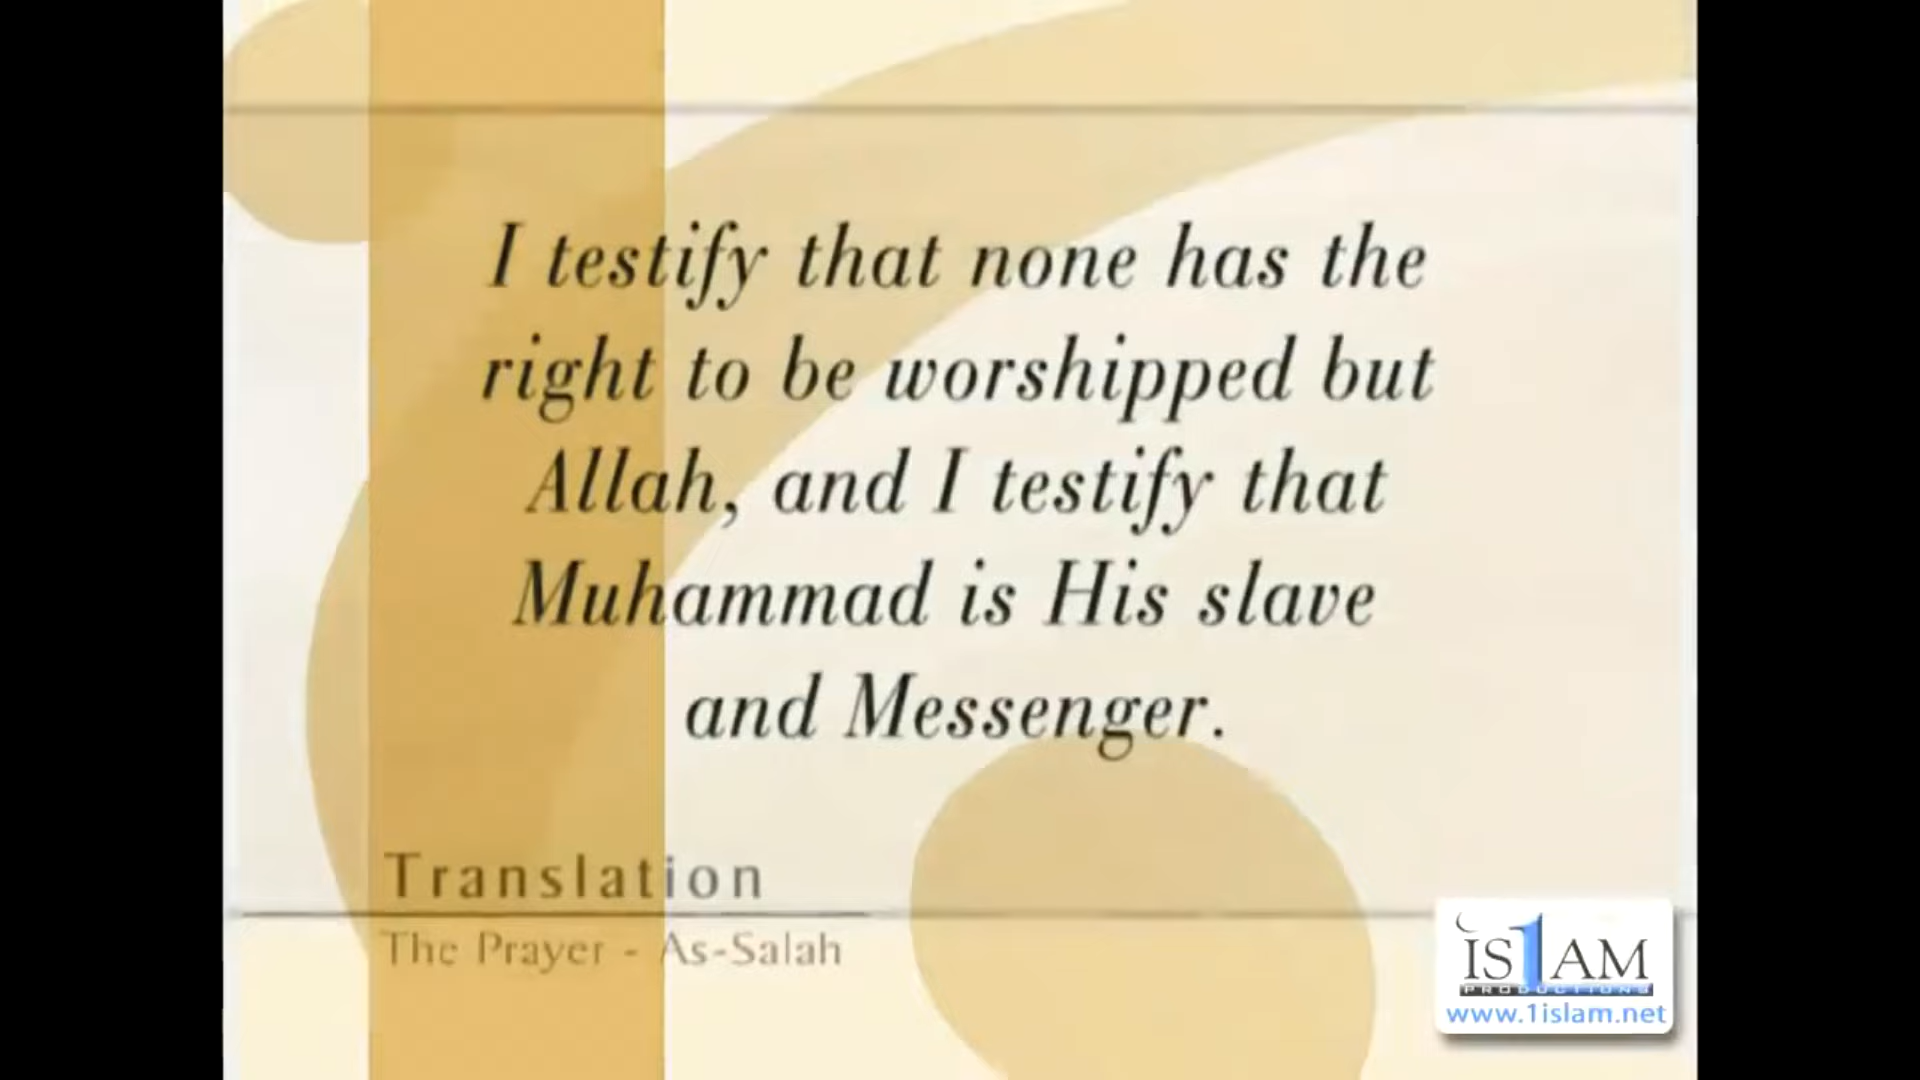 I testify that none has the
right to be worshipped but
Allah, and I testify that
Muhammad is His slave
and Messenger.
Translation
The Prayer - As-Salah
IS1AM
PRODUCTIONS
www.1islam.net